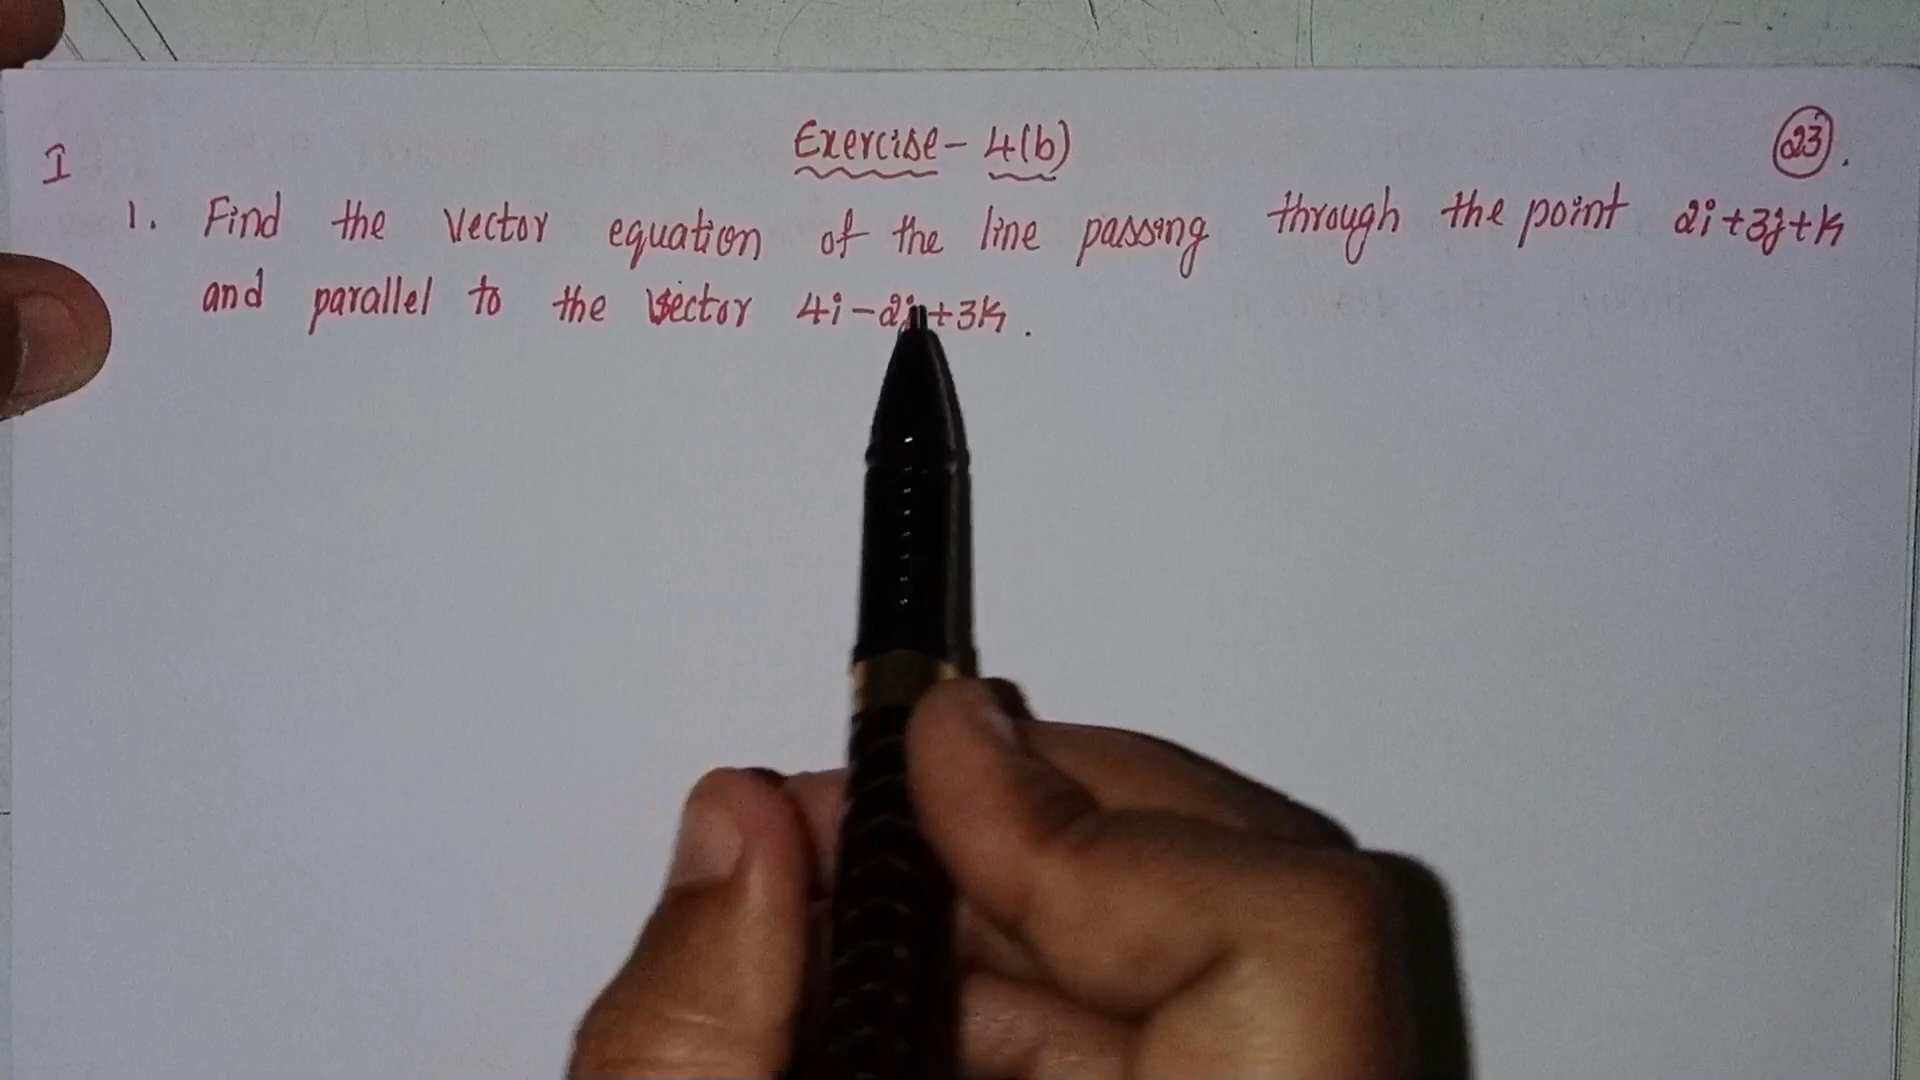 Exercise - 4(b)
23.
I
1. Find the vector equation of the line passing through the point 2i+3j+k
and parallel to the vector 4i-2j+3k.